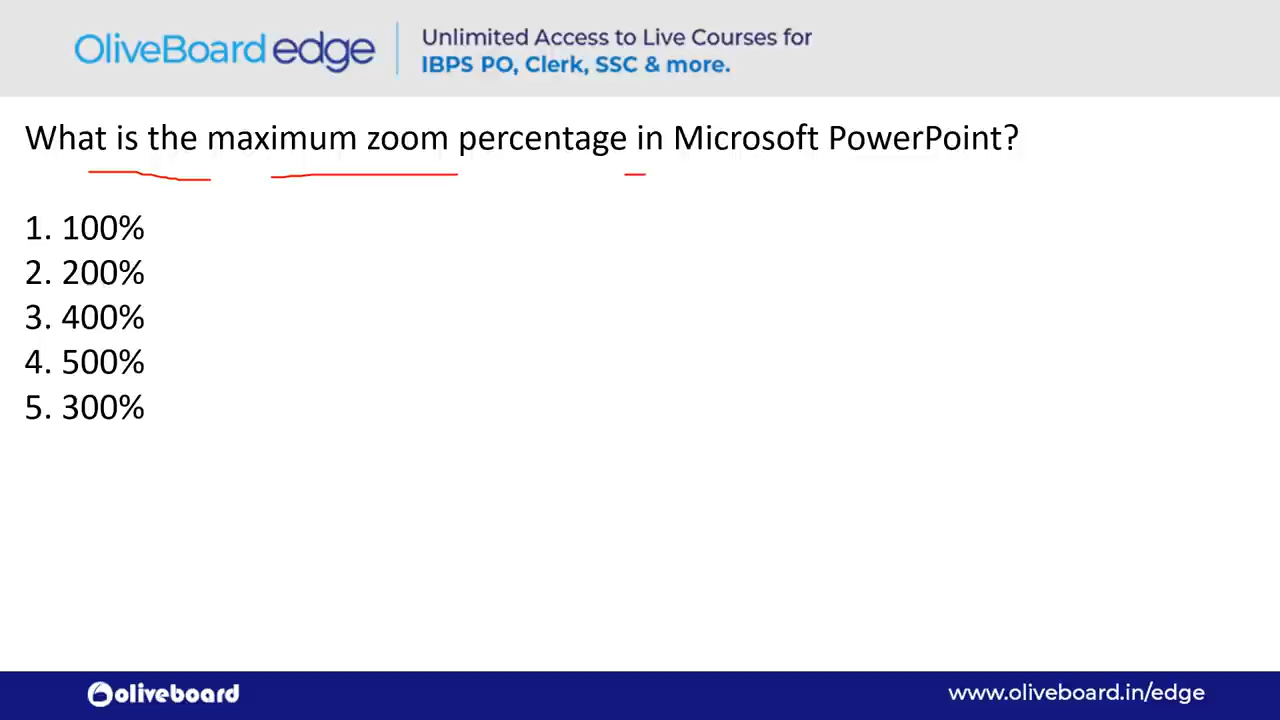 OliveBoard edge
Unlimited Access to Live Courses for
IBPS PO, Clerk, SSC & more.
What is the maximum zoom percentage in Microsoft PowerPoint?
1. 100%
2. 200%
3. 400%
4. 500%
5. 300%
oliveboard
www.oliveboard.in/edge